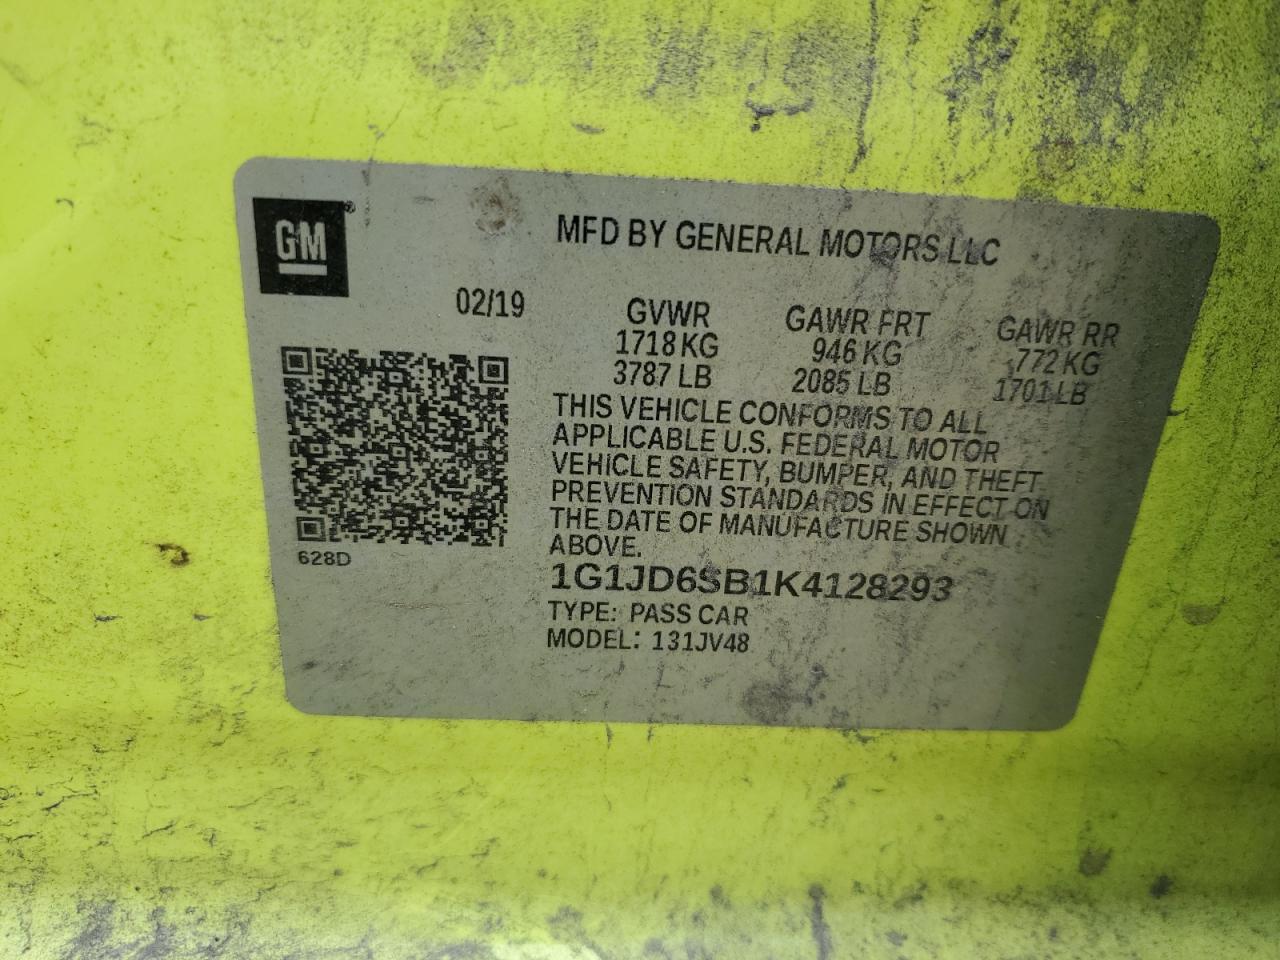 GM
MFD BY GENERAL MOTORS LLC
02/19 GVWR GAWR FRT GAWR RR
1718 KG 946 KG 772 KG
3787 LB 2085 LB 1701 LB
THIS VEHICLE CONFORMS TO ALL
APPLICABLE U.S. FEDERAL MOTOR
VEHICLE SAFETY, BUMPER, AND THEFT
PREVENTION STANDARDS IN EFFECT ON
THE DATE OF MANUFACTURE SHOWN
ABOVE.
628D
1G1JD6SB1K4128293
TYPE: PASS CAR
MODEL: 131JV48